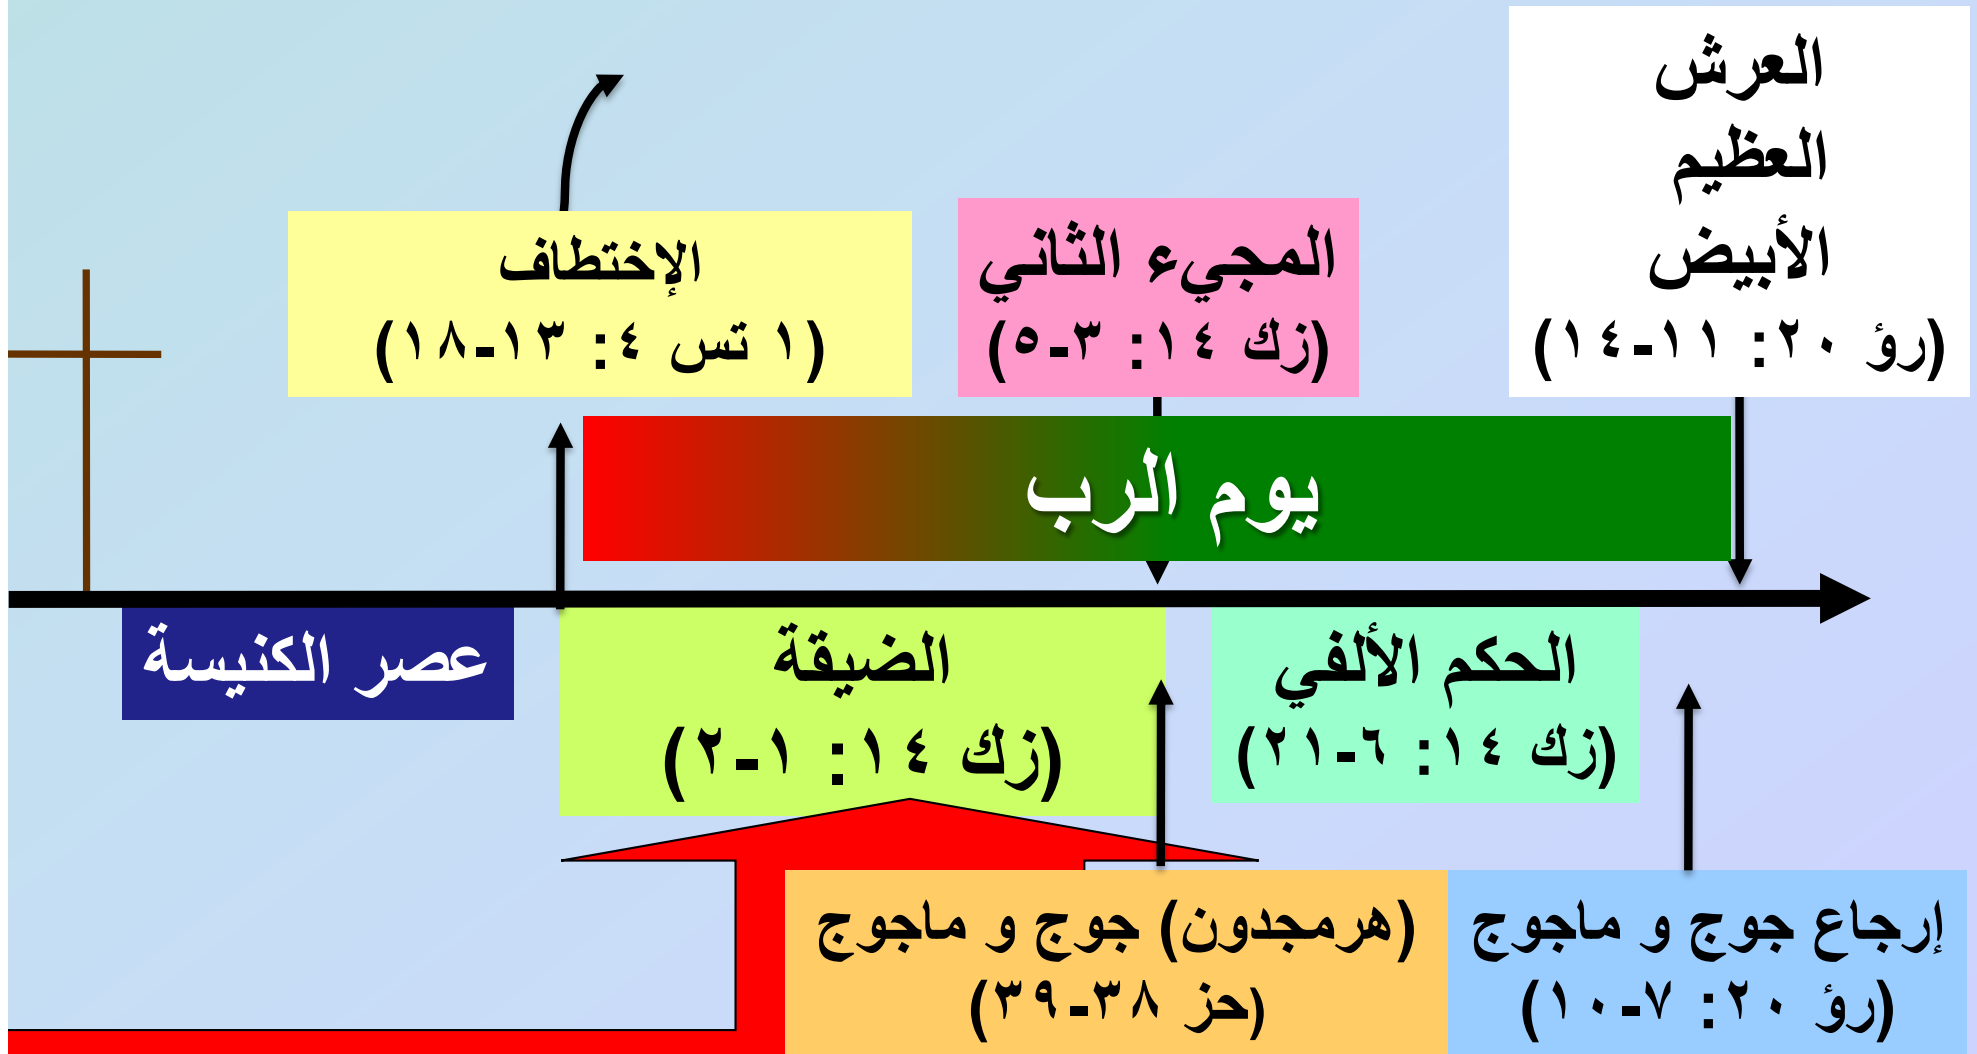 العرش
العظيم
الأبيض
(رؤ ٢٠: ١١-١٤)
المجيء الثاني
(زك ١٤: ٣-٥)
الإختطاف
(١ تس ٤: ١٣-١٨)
يوم الرب
عصر الكنيسة
الضيقة
(زك ١٤: ١-٢)
الحكم الألفي
(زك ١٤: ٦-٢١)
(هرمجدون) جوج و ماجوج
(حز ٣٨-٣٩)
إرجاع جوج و ماجوج
(رؤ ٢٠: ٧-١٠)